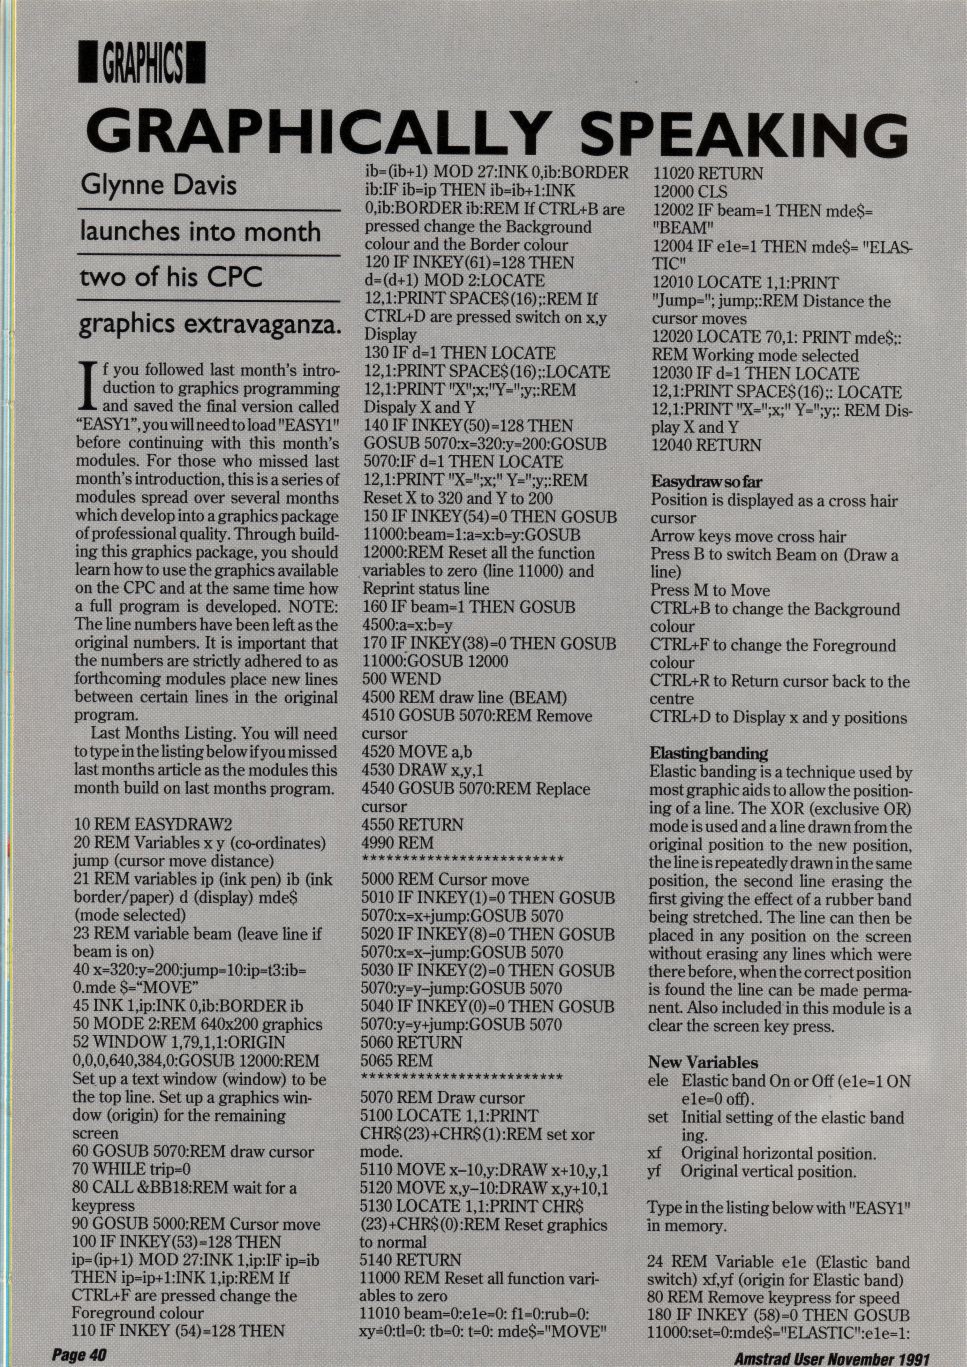 GRAPHICS
GRAPHICALLY SPEAKING
Glynne Davis
launches into month
two of his CPC
graphics extravaganza.
If you followed last month's intro-
duction to graphics programming
and saved the final version called
"EASY1", you will need to load "EASY1"
before continuing with this month's
modules. For those who missed last
month's introduction, this is a series of
modules spread over several months
which develop into a graphics package
of professional quality. Through build-
ing this graphics package, you should
learn how to use the graphics available
on the CPC and at the same time how
a full program is developed. NOTE:
The line numbers have been left as the
original numbers. It is important that
the numbers are strictly adhered to as
forthcoming modules place new lines
between certain lines in the original
program.
Last Months Listing. You will need
to type in the listing below if you missed
last months article as the modules this
month build on last months program.
10 REM EASYDRAW2
20 REM Variables x y (co-ordinates)
jump (cursor move distance)
21 REM variables ip (ink pen) ib (ink
border/paper) d (display) mde$
(mode selected)
23 REM variable beam (leave line if
beam is on)
40 x=320:y=200:jump=10:ip=t3:ib=
0.mde $="MOVE"
45 INK 1,ip:INK 0,ib:BORDER ib
50 MODE 2:REM 640x200 graphics
52 WINDOW 1,79,1,1:ORIGIN
0,0,0,640,384,0:GOSUB 12000:REM
Set up a text window (window) to be
the top line. Set up a graphics win-
dow (origin) for the remaining
screen
60 GOSUB 5070:REM draw cursor
70 WHILE trip=0
80 CALL &BB18:REM wait for a
keypress
90 GOSUB 5000:REM Cursor move
100 IF INKEY(53)=128 THEN
ip=(ip+1) MOD 27:INK 1,ip:IF ip=ib
THEN ip=ip+1:INK 1,ip:REM If
CTRL+F are pressed change the
Foreground colour
110 IF INKEY (54)=128 THEN
ib=(ib+1) MOD 27:INK 0,ib:BORDER
ib:IF ib=ip THEN ib=ib+1:INK
0,ib:BORDER ib:REM If CTRL+B are
pressed change the Background
colour and the Border colour
120 IF INKEY(61)=128 THEN
d=(d+1) MOD 2:LOCATE
12,1:PRINT SPACE$(16);:REM If
CTRL+D are pressed switch on x,y
Display
130 IF d=1 THEN LOCATE
12,1:PRINT SPACE$(16);:LOCATE
12,1:PRINT "X";x;"Y=";y;:REM
Dispaly X and Y
140 IF INKEY(50)=128 THEN
GOSUB 5070:x=320:y=200:GOSUB
5070:IF d=1 THEN LOCATE
12,1:PRINT "X=";x;" Y=";y;:REM
Reset X to 320 and Y to 200
150 IF INKEY(54)=0 THEN GOSUB
11000:beam=1:a=x:b=y:GOSUB
12000:REM Reset all the function
variables to zero (line 11000) and
Reprint status line
160 IF beam=1 THEN GOSUB
4500:a=x:b=y
170 IF INKEY(38)=0 THEN GOSUB
11000:GOSUB 12000
500 WEND
4500 REM draw line (BEAM)
4510 GOSUB 5070:REM Remove
cursor
4520 MOVE a,b
4530 DRAW x,y,1
4540 GOSUB 5070:REM Replace
cursor
4550 RETURN
4990 REM
*************************
5000 REM Cursor move
5010 IF INKEY(1)=0 THEN GOSUB
5070:x=x+jump:GOSUB 5070
5020 IF INKEY(8)=0 THEN GOSUB
5070:x=x-jump:GOSUB 5070
5030 IF INKEY(2)=0 THEN GOSUB
5070:y=y-jump:GOSUB 5070
5040 IF INKEY(0)=0 THEN GOSUB
5070:y=y+jump:GOSUB 5070
5060 RETURN
5065 REM
*************************
5070 REM Draw cursor
5100 LOCATE 1,1:PRINT
CHR$(23)+CHR$(1):REM set xor
mode.
5110 MOVE x-10,y:DRAW x+10,y,1
5120 MOVE x,y-10:DRAW x,y+10,1
5130 LOCATE 1,1:PRINT CHR$
(23)+CHR$(0):REM Reset graphics
to normal
5140 RETURN
11000 REM Reset all function vari-
ables to zero
11010 beam=0:e1e=0: f1=0:rub=0:
xy=0:tl=0: tb=0: t=0: mde$="MOVE"
11020 RETURN
12000 CLS
12002 IF beam=1 THEN mde$=
"BEAM"
12004 IF e1e=1 THEN mde$= "ELAS-
TIC"
12010 LOCATE 1,1:PRINT
"Jump="; jump;:REM Distance the
cursor moves
12020 LOCATE 70,1: PRINT mde$;:
REM Working mode selected
12030 IF d=1 THEN LOCATE
12,1:PRINT SPACE$(16);: LOCATE
12,1:PRINT "X=";x;" Y=";y;: REM Dis-
play X and Y
12040 RETURN
Easydraw so far
Position is displayed as a cross hair
cursor
Arrow keys move cross hair
Press B to switch Beam on (Draw a
line)
Press M to Move
CTRL+B to change the Background
colour
CTRL+F to change the Foreground
colour
CTRL+R to Return cursor back to the
centre
CTRL+D to Display x and y positions
Elasting banding
Elastic banding is a technique used by
most graphic aids to allow the position-
ing of a line. The XOR (exclusive OR)
mode is used and a line drawn from the
original position to the new position,
the line is repeatedly drawn in the same
position, the second line erasing the
first giving the effect of a rubber band
being stretched. The line can then be
placed in any position on the screen
without erasing any lines which were
there before, when the correct position
is found the line can be made perma-
nent. Also included in this module is a
clear the screen key press.
New Variables
ele Elastic band On or Off (e1e=1 ON
e1e=0 off).
set Initial setting of the elastic band
ing.
xf Original horizontal position.
yf Original vertical position.
Type in the listing below with "EASY1"
in memory.
24 REM Variable e1e (Elastic band
switch) xf,yf (origin for Elastic band)
80 REM Remove keypress for speed
180 IF INKEY (58)=0 THEN GOSUB
11000:set=0:mde$="ELASTIC":e1e=1:
Page 40
Amstrad User November 1991